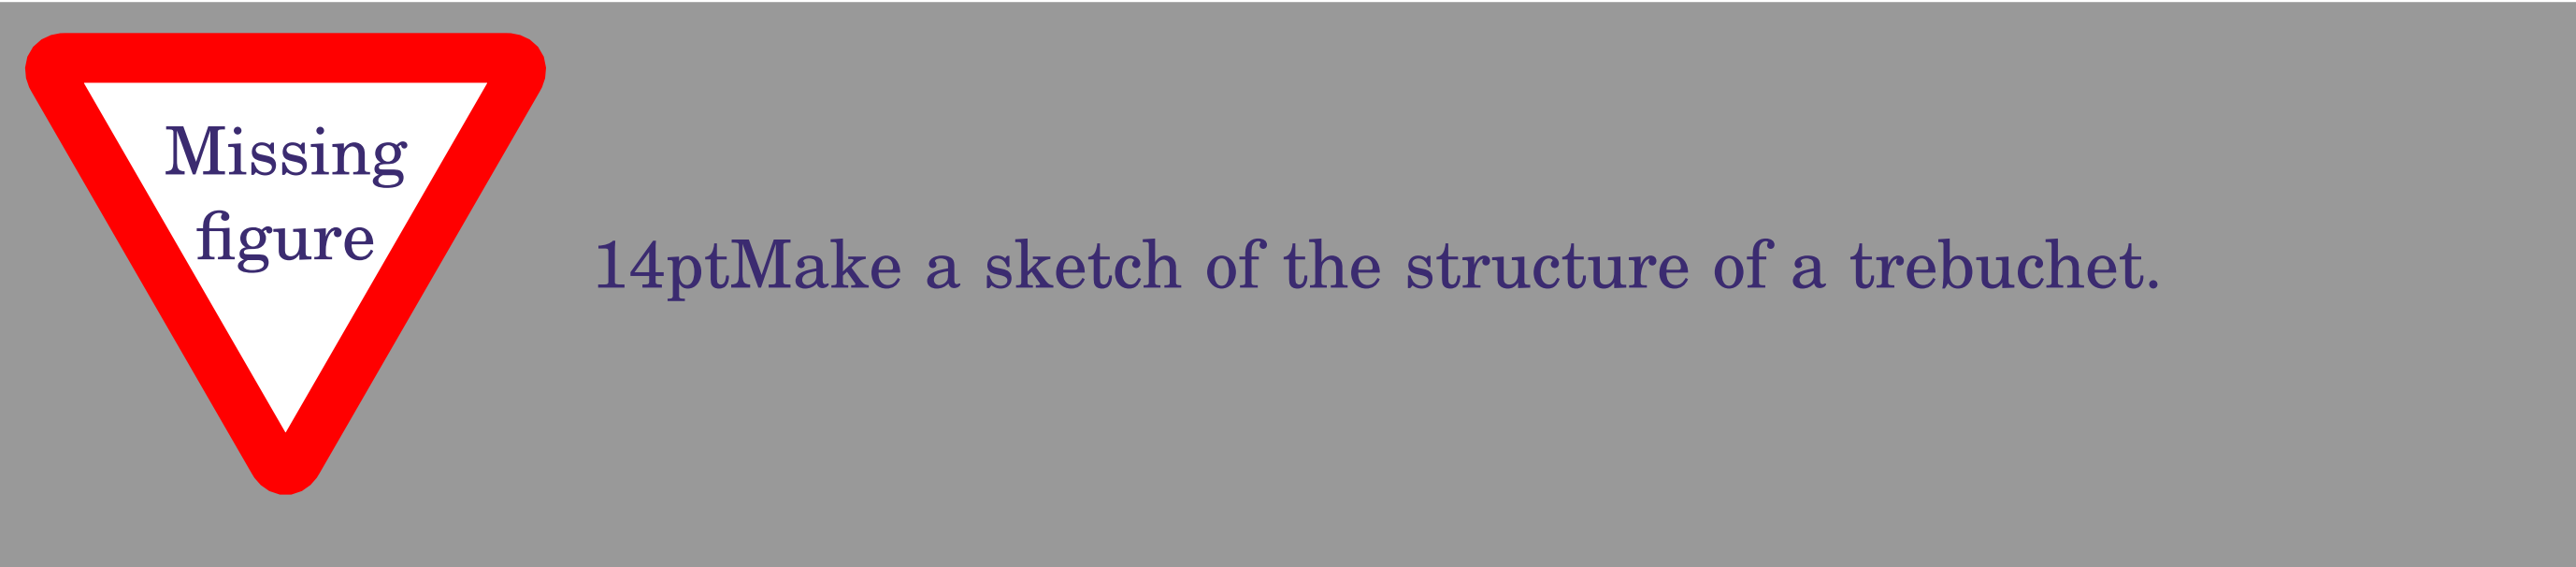 Missing
figure
14ptMake a sketch of the structure of a trebuchet.